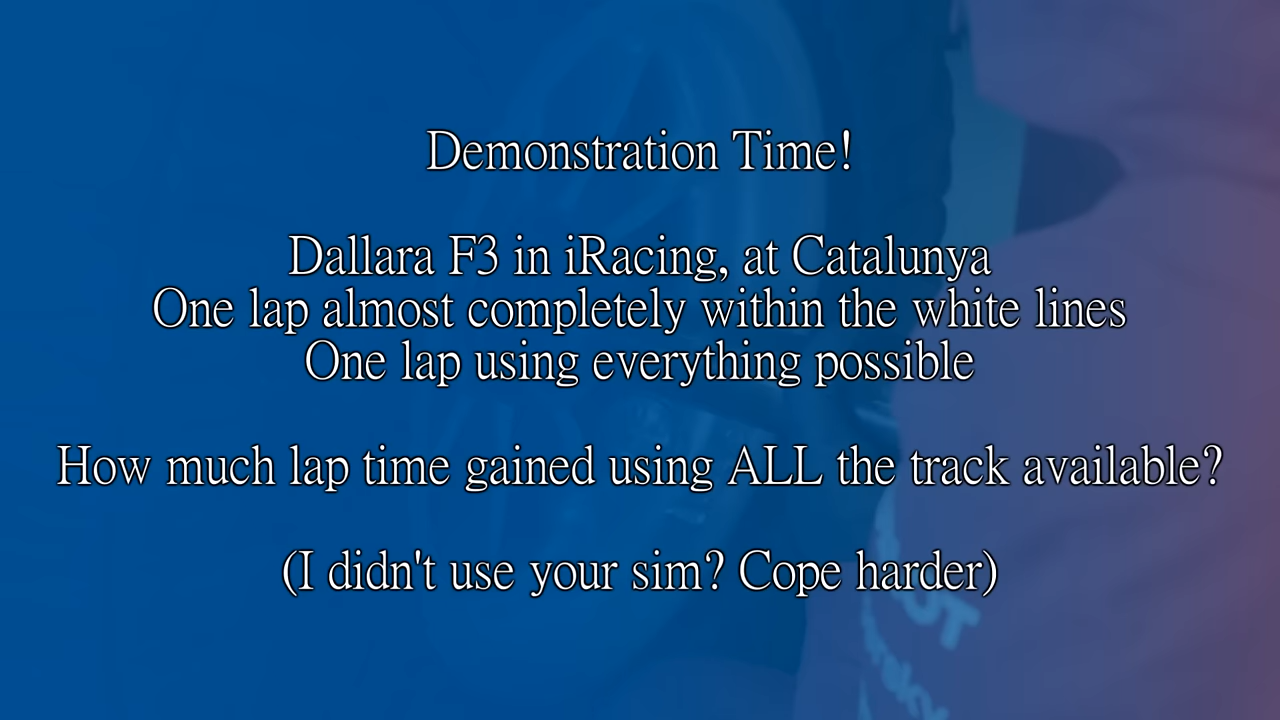 Demonstration Time!
Dallara F3 in iRacing, at Catalunya
One lap almost completely within the white lines
One lap using everything possible
How much lap time gained using ALL the track available?
(I didn't use your sim? Cope harder)